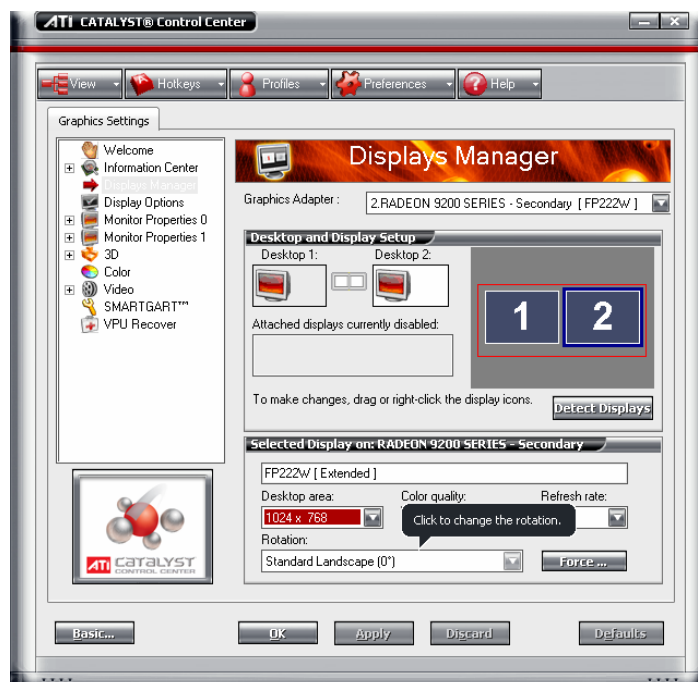 ATI CATALYST® Control Center
View
Hotkeys
Profiles
Preferences
Help
Graphics Settings
Welcome
Information Center
Displays Manager
Display Options
Monitor Properties 0
Monitor Properties 1
3D
Color
Video
SMARTGART™
VPU Recover
ATI CATALYST
CONTROL CENTER
Displays Manager
Graphics Adapter :
2.RADEON 9200 SERIES - Secondary [ FP222W ]
Desktop and Display Setup
Desktop 1: Desktop 2:
1 2
Attached displays currently disabled:
To make changes, drag or right-click the display icons.
Detect Displays
Selected Display on: RADEON 9200 SERIES - Secondary
FP222W [ Extended ]
Desktop area: Color quality: Refresh rate:
1024 x 768
Click to change the rotation.
Rotation:
Standard Landscape (0°)
Force ...
Basic... OK Apply Discard Defaults